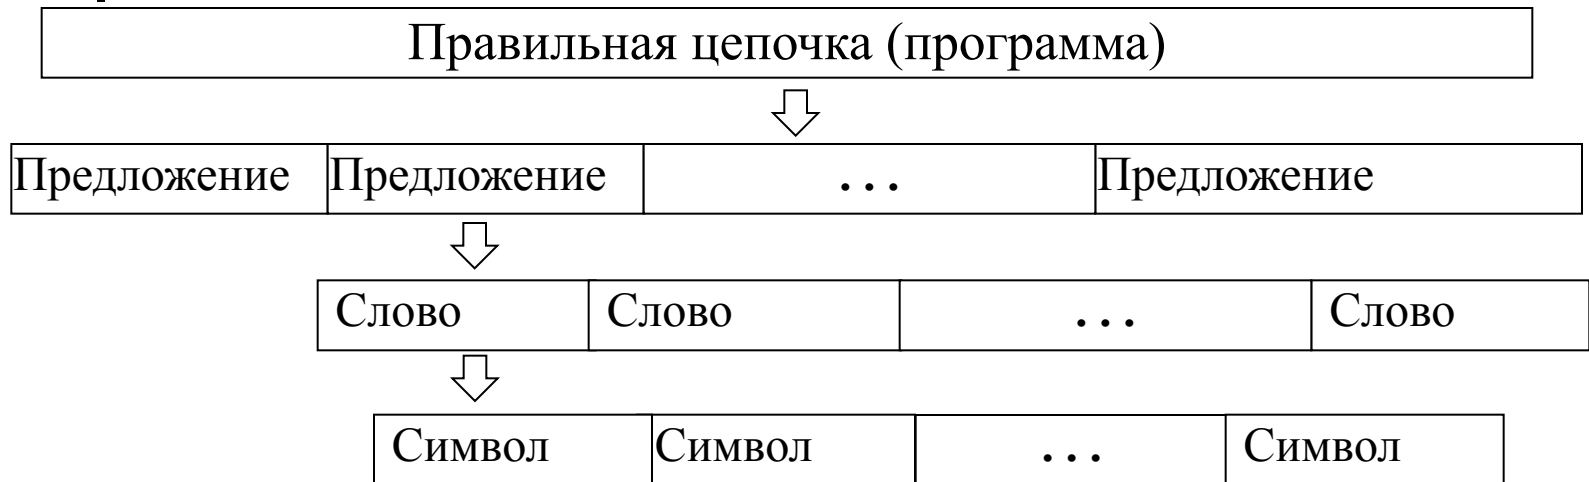 Правильная цепочка (программа)
Предложение Предложение ... Предложение
Слово Слово ... Слово
Символ Символ ... Символ